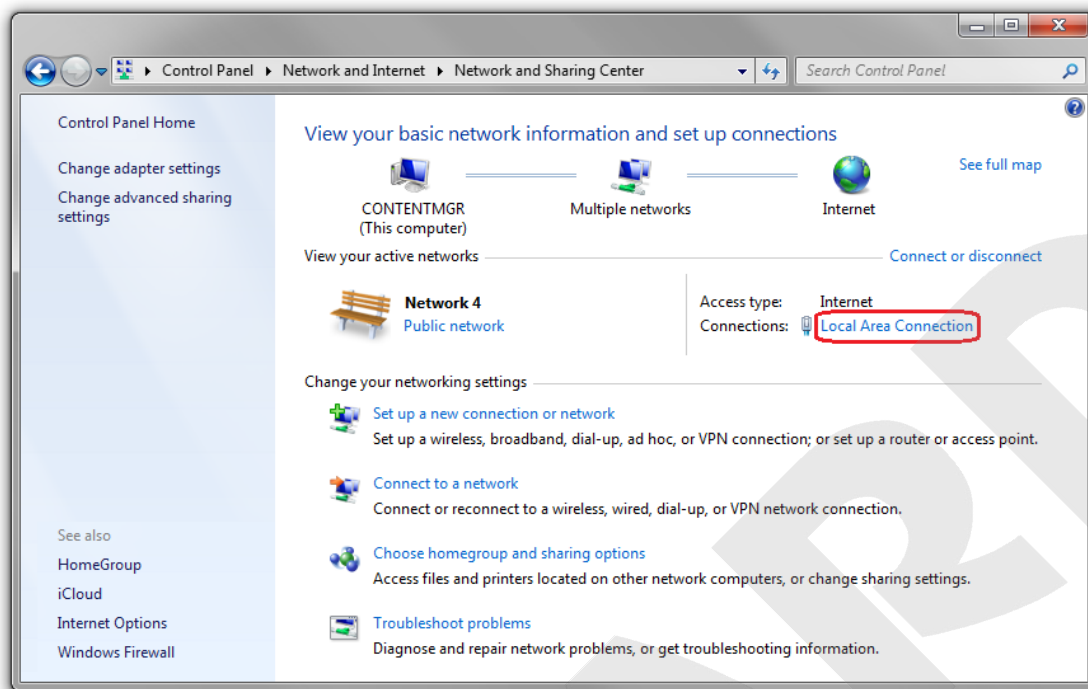 Control Panel Network and Internet Network and Sharing Center
Search Control Panel
Control Panel Home
Change adapter settings
Change advanced sharing
settings
View your basic network information and set up connections
See full map
CONTENTMGR
(This computer)
Multiple networks
Internet
View your active networks
Connect or disconnect
Network 4
Public network
Access type: Internet
Connections: Local Area Connection
Change your networking settings
Set up a new connection or network
Set up a wireless, broadband, dial-up, ad hoc, or VPN connection; or set up a router or access point.
Connect to a network
Connect or reconnect to a wireless, wired, dial-up, or VPN network connection.
Choose homegroup and sharing options
Access files and printers located on other network computers, or change sharing settings.
Troubleshoot problems
Diagnose and repair network problems, or get troubleshooting information.
See also
HomeGroup
iCloud
Internet Options
Windows Firewall